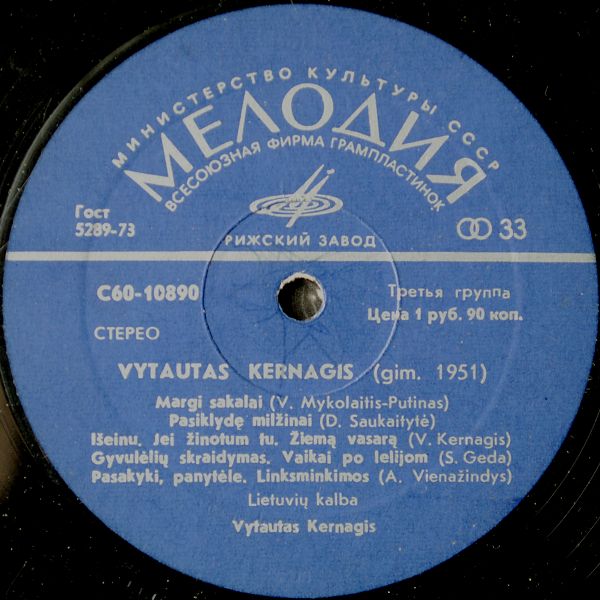 МИНИСТЕРСТВО КУЛЬТУРЫ СССР
МЕЛОДИЯ
ВСЕСОЮЗНАЯ ФИРМА ГРАМПЛАСТИНОК
Гост
5289-73
33
РИЖСКИЙ ЗАВОД
С60-10890
Третья группа
Цена 1 руб. 90 коп.
СТЕРЕО
VYTAUTAS KERNAGIS (gim. 1951)
Margi sakalai (V. Mykolaitis-Putinas)
Pasiklydę milžinai (D. Saukaitytė)
Išeinu. Jei žinotum tu. Žiemą vasarą (V. Kernagis)
Gyvulėlių skraidymas. Vaikai po lelijom (S. Geda)
Pasakyki, panytėle. Linksminkimos (A. Vienažindys)
Lietuvių kalba
Vytautas Kernagis